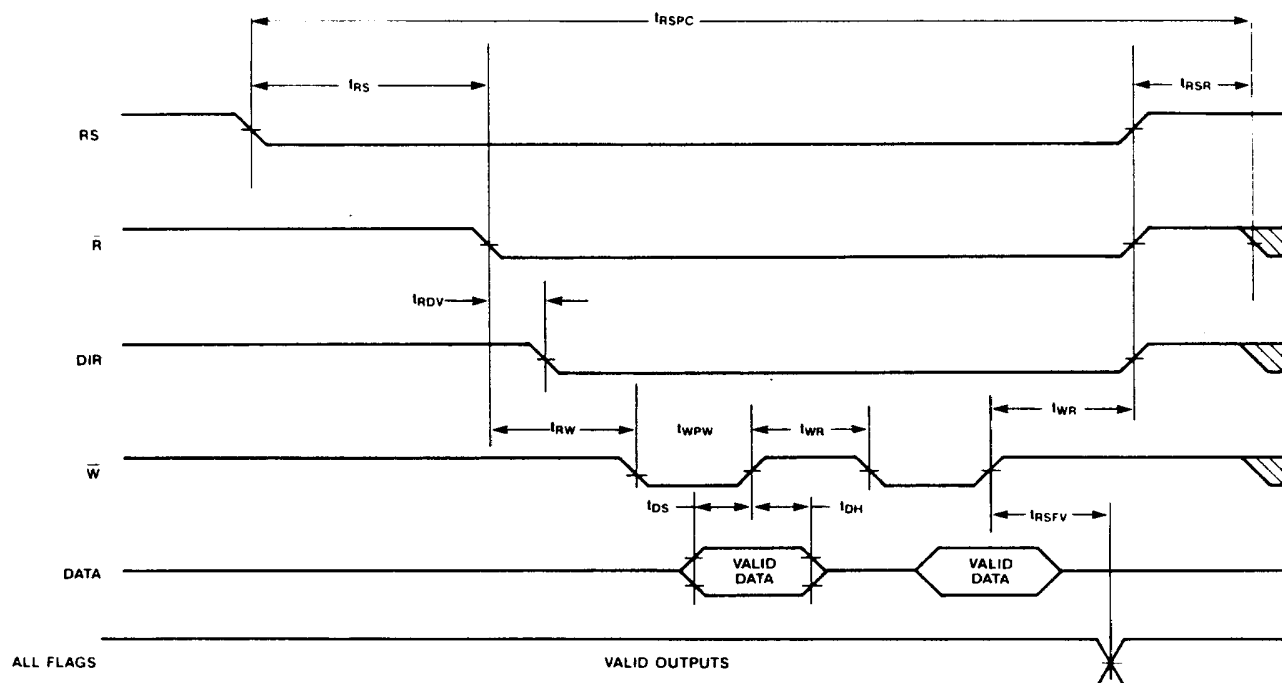 tRSPC
tRS
tRSR
RS
R̅
tRDV
DIR
tRW
tWPW
tWR
tWR
W̅
tDS
tDH
tRSFV
DATA
VALID
DATA
VALID
DATA
ALL FLAGS
VALID OUTPUTS